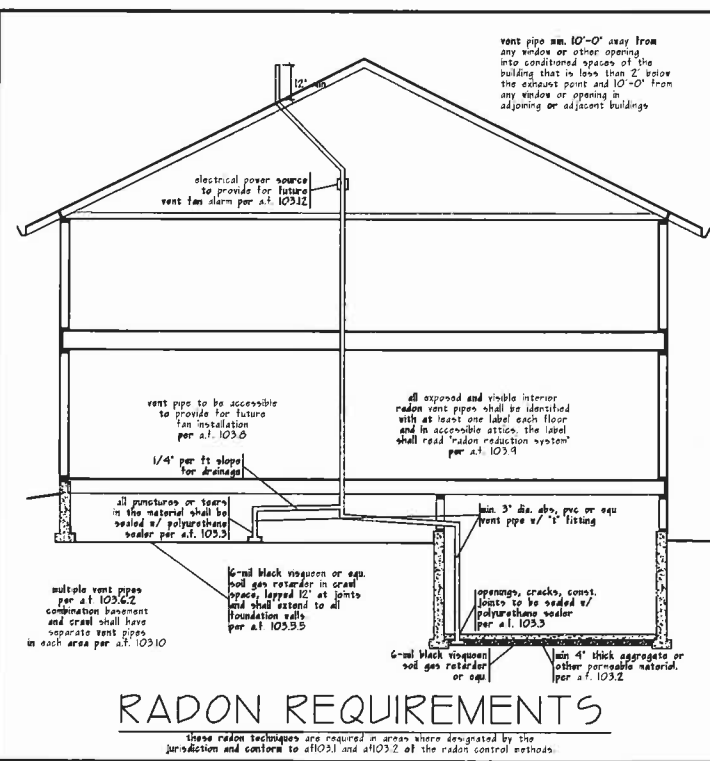 vent pipe min. 10'-0" away from
any window or other opening
into conditioned spaces of the
building that is less than 2' below
the exhaust point and 10'-0" from
any window or opening in
adjoining or adjacent buildings
12" min
electrical power source
to provide for future
vent fan alarm per a.f. 103.12
vent pipe to be accessible
to provide for future
fan installation
per a.f. 103.8
all exposed and visible interior
radon vent pipes shall be identified
with at least one label each floor
and in accessible attics. the label
shall read "radon reduction system"
per a.f. 103.9
1/4" per ft slope
for drainage
all punctures or tears
in the material shall be
sealed w/ polyurethane
sealer per a.f. 103.3
min. 3" dia. abs, pvc or equ
vent pipe w/ "t" fitting
multiple vent pipes
per a.f. 103.6.2
combination basement
and crawl shall have
separate vent pipes
in each area per a.f. 103.10
6-mil black visqueen or equ.
soil gas retarder in crawl
space, lapped 12" at joints
and shall extend to all
foundation walls
per a.f. 103.5.5
openings, cracks, const.
joints to be sealed w/
polyurethane sealer
per a.f. 103.3
6-mil black visqueen
soil gas retarder
or equ.
min 4" thick aggregate or
other permeable material.
per a.f. 103.2
RADON REQUIREMENTS
these radon techniques are required in areas where designated by the
jurisdiction and conform to af103.1 and af103.2 of the radon control methods.